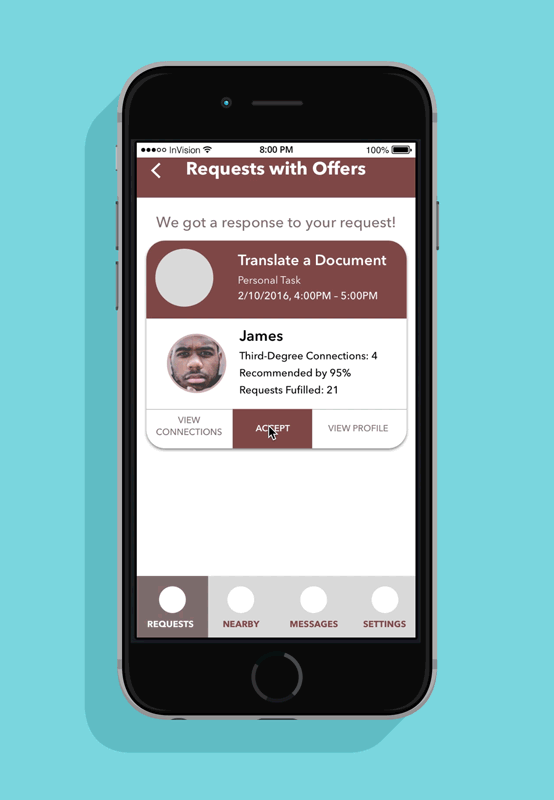 InVision
8:00 PM
100%
Requests with Offers
We got a response to your request!
Translate a Document
Personal Task
2/10/2016, 4:00PM – 5:00PM
James
Third-Degree Connections: 4
Recommended by 95%
Requests Fufilled: 21
VIEW
CONNECTIONS
ACCEPT
VIEW PROFILE
REQUESTS
NEARBY
MESSAGES
SETTINGS